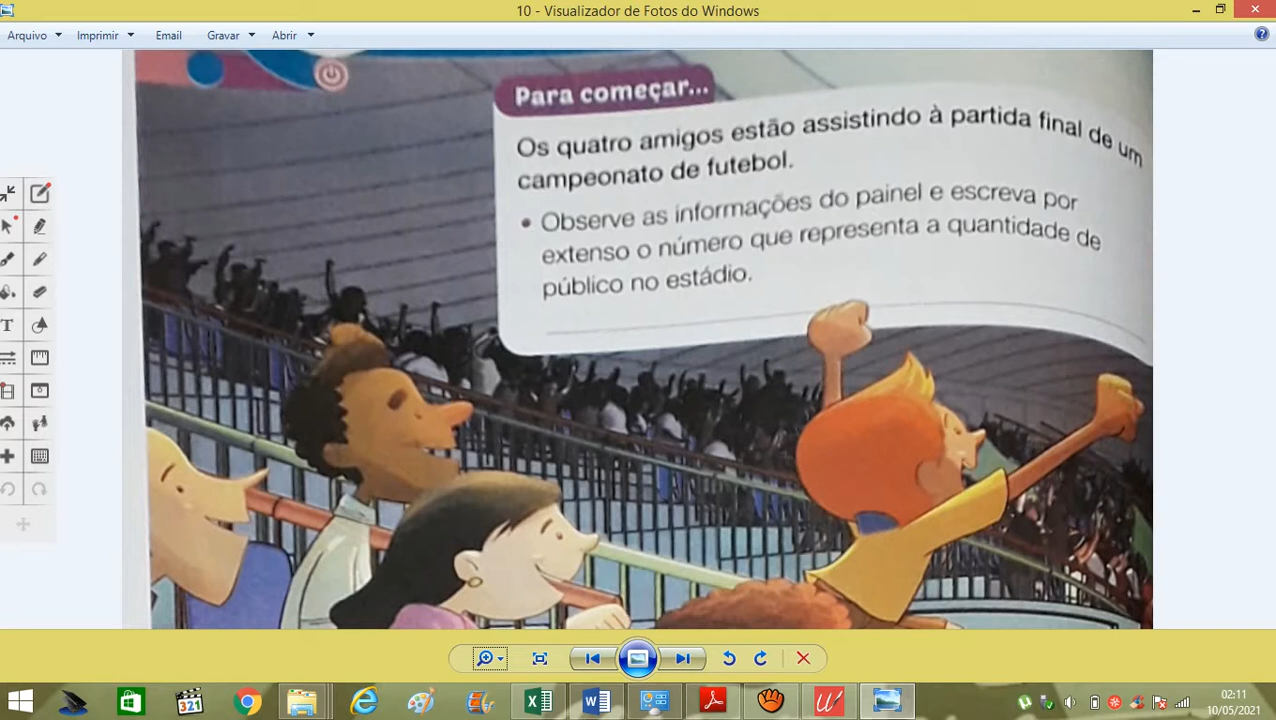 10 - Visualizador de Fotos do Windows
Arquivo Imprimir Email Gravar Abrir
Para começar...
Os quatro amigos estão assistindo à partida final de um
campeonato de futebol.
• Observe as informações do painel e escreva por
extenso o número que representa a quantidade de
público no estádio.
321
02:11
10/05/2021